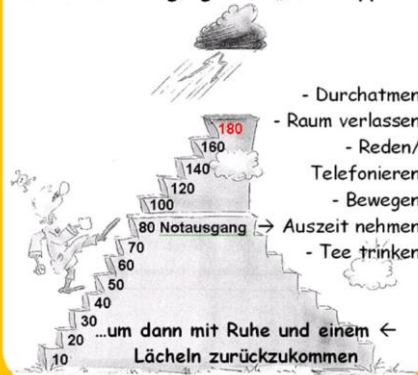 180
160
140
120
100
80 Notausgang → Auszeit nehmen
70
60
50
40
30
20
10
- Durchatmen
- Raum verlassen
- Reden/
Telefonieren
- Bewegen
- Tee trinken
...um dann mit Ruhe und einem ←
Lächeln zurückzukommen